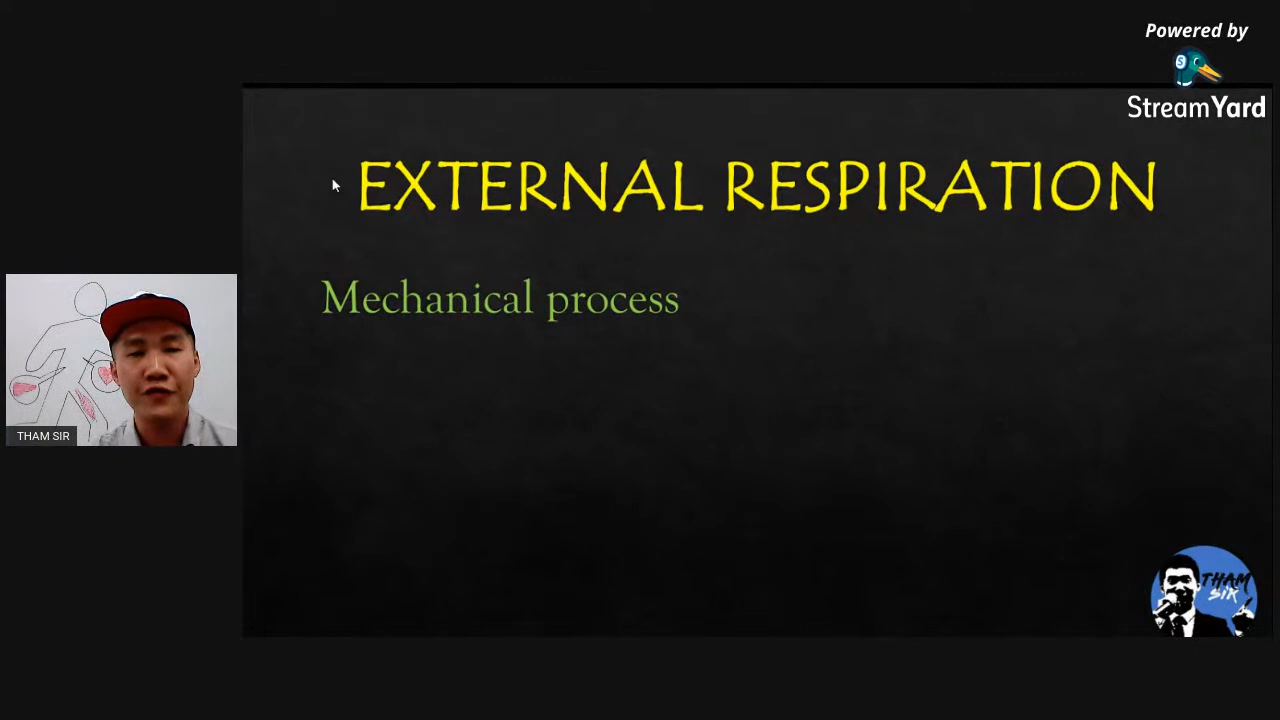 Powered by
StreamYard
EXTERNAL RESPIRATION
Mechanical process
THAM SIR
THAM
SIR